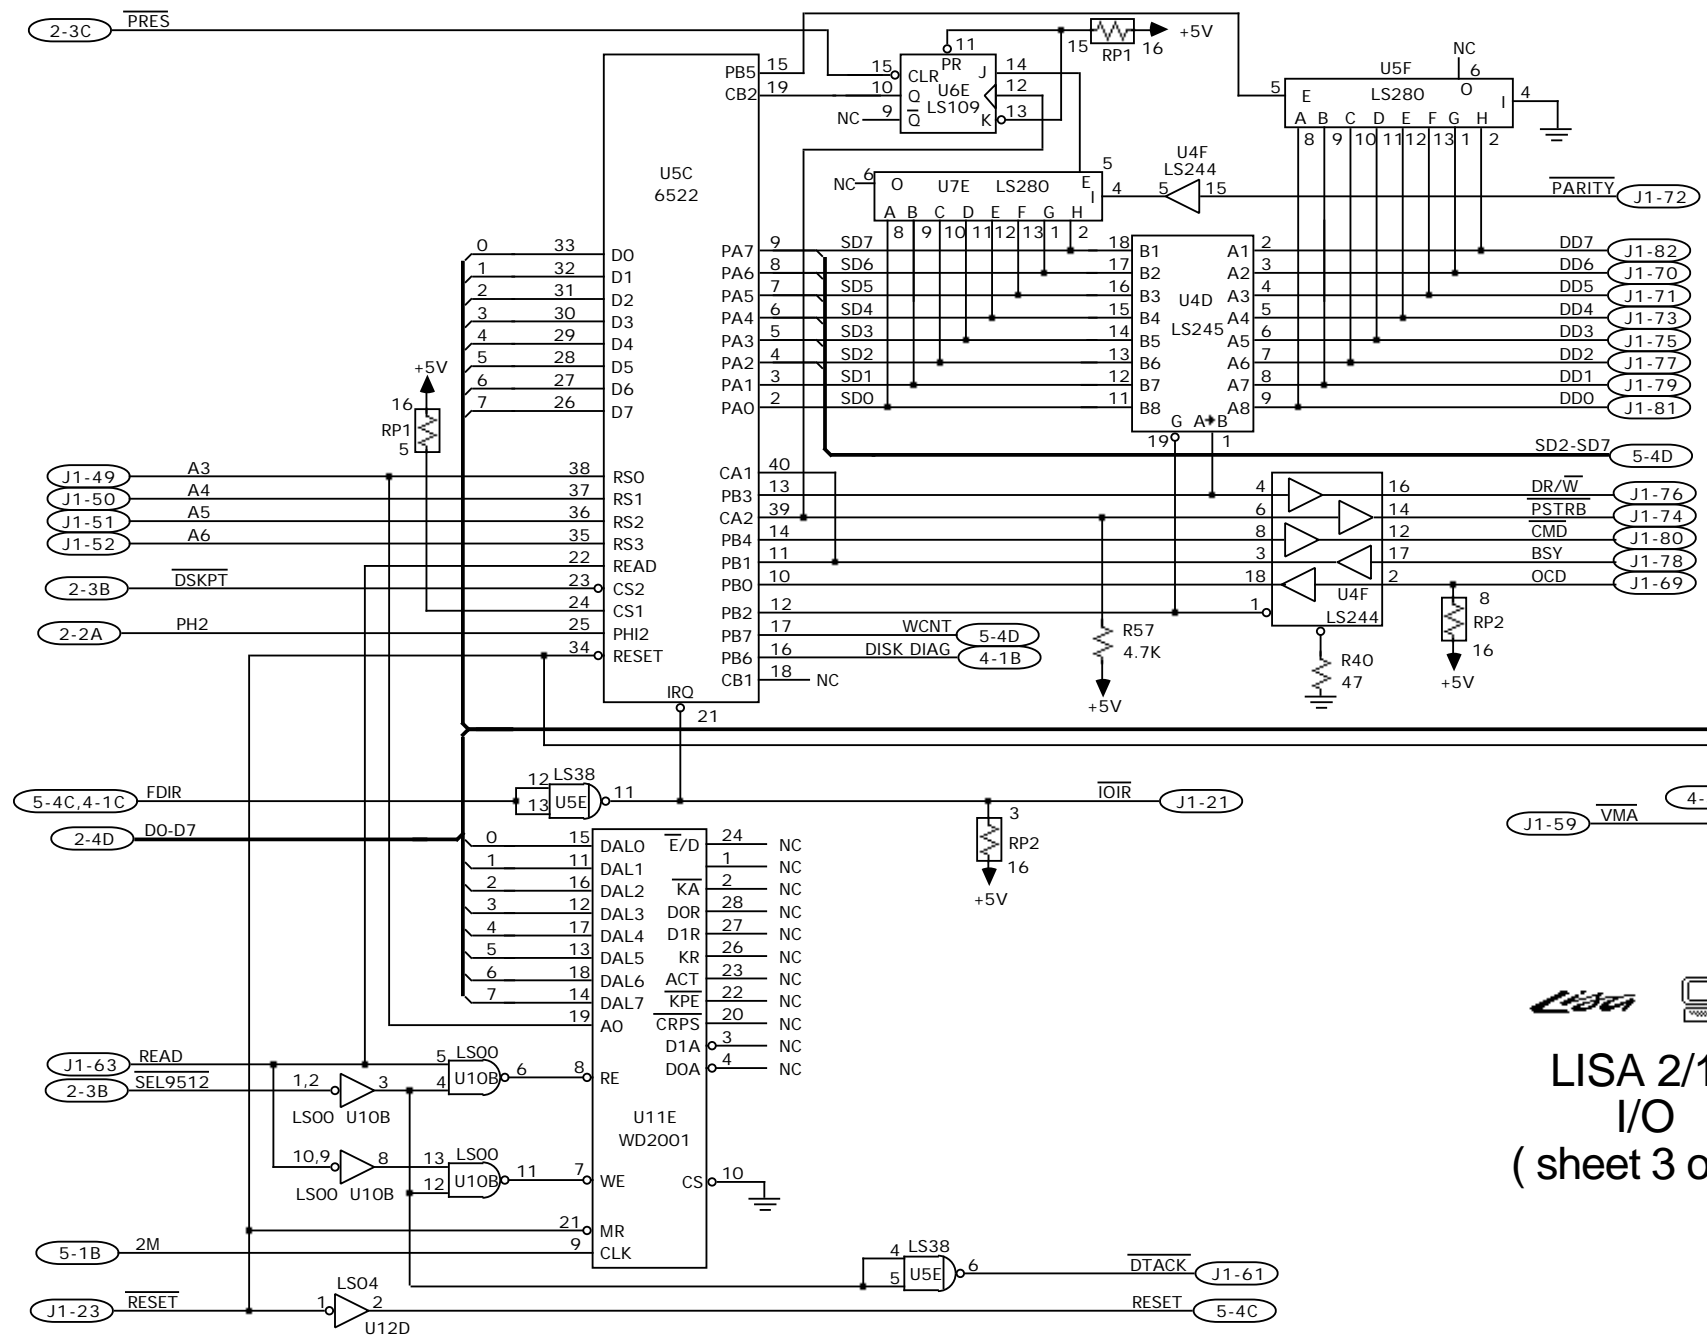 2-3C PRES
PB5 15
CB2 19
15 CLR PR 11 J 14
10 Q U6E 12
NC 9 Q LS109 K 13
15 RP1 16 +5V
NC
U5F 6
5 E LS280 O I 4
A B C D E F G H
8 9 10 11 12 13 1 2
U5C
6522
U4F
LS244
NC 6 O U7E LS280 E 5
I 4 5 15 PARITY J1-72
A B C D E F G H
8 9 10 11 12 13 1 2
0 33 D0 PA7 9 SD7 18 B1 A1 2 DD7 J1-82
1 32 D1 PA6 8 SD6 17 B2 A2 3 DD6 J1-70
2 31 D2 PA5 7 SD5 16 B3 A3 4 DD5 J1-71
3 30 D3 PA4 6 SD4 15 B4 A4 5 DD4 J1-73
4 29 D4 PA3 5 SD3 14 B5 A5 6 DD3 J1-75
5 28 D5 PA2 4 SD2 13 B6 A6 7 DD2 J1-77
6 27 D6 PA1 3 SD1 12 B7 A7 8 DD1 J1-79
7 26 D7 PA0 2 SD0 11 B8 A8 9 DD0 J1-81
U4D
LS245
G A B
19 1
+5V
16
RP1
5
SD2-SD7 5-4D
J1-49 A3 38 RS0 CA1 40
J1-50 A4 37 RS1 PB3 13 4 16 DR/W J1-76
J1-51 A5 36 RS2 CA2 39 6 14 PSTRB J1-74
J1-52 A6 35 RS3 PB4 14 8 12 CMD J1-80
22 READ PB1 11 3 17 BSY J1-78
2-3B DSKPT 23 CS2 PB0 10 18 2 OCD J1-69
24 CS1 PB2 12 1
U4F
LS244
2-2A PH2 25 PHI2 PB7 17 WCNT 5-4D
34 RESET PB6 16 DISK DIAG 4-1B
CB1 18 NC
IRQ
21
R57
4.7K
+5V
R40
47
8
RP2
16
+5V
5-4C,4-1C FDIR 12 LS38
13 U5E 11 IOIR J1-21
3
RP2
16
+5V
J1-59 VMA
4-
2-4D D0-D7
0 15 DAL0 E/D 24 NC
1 11 DAL1 1 NC
2 16 DAL2 KA 2 NC
3 12 DAL3 DOR 28 NC
4 17 DAL4 D1R 27 NC
5 13 DAL5 KR 26 NC
6 18 DAL6 ACT 23 NC
7 14 DAL7 KPE 22 NC
19 A0 CRPS 20 NC
D1A 3 NC
D0A 4 NC
J1-63 READ 5 LS00
U10B 6 8 RE
2-3B SEL9512 1,2 3 4
LS00 U10B
U11E
WD2001
10,9 8 13 LS00
12 U10B 11 7 WE CS 10
LS00 U10B
21 MR
5-1B 2M 9 CLK
4 LS38
5 U5E 6 DTACK J1-61
LS04
J1-23 RESET 1 2 RESET 5-4C
U12D
Lisa
LISA 2/1
I/O
( sheet 3 o